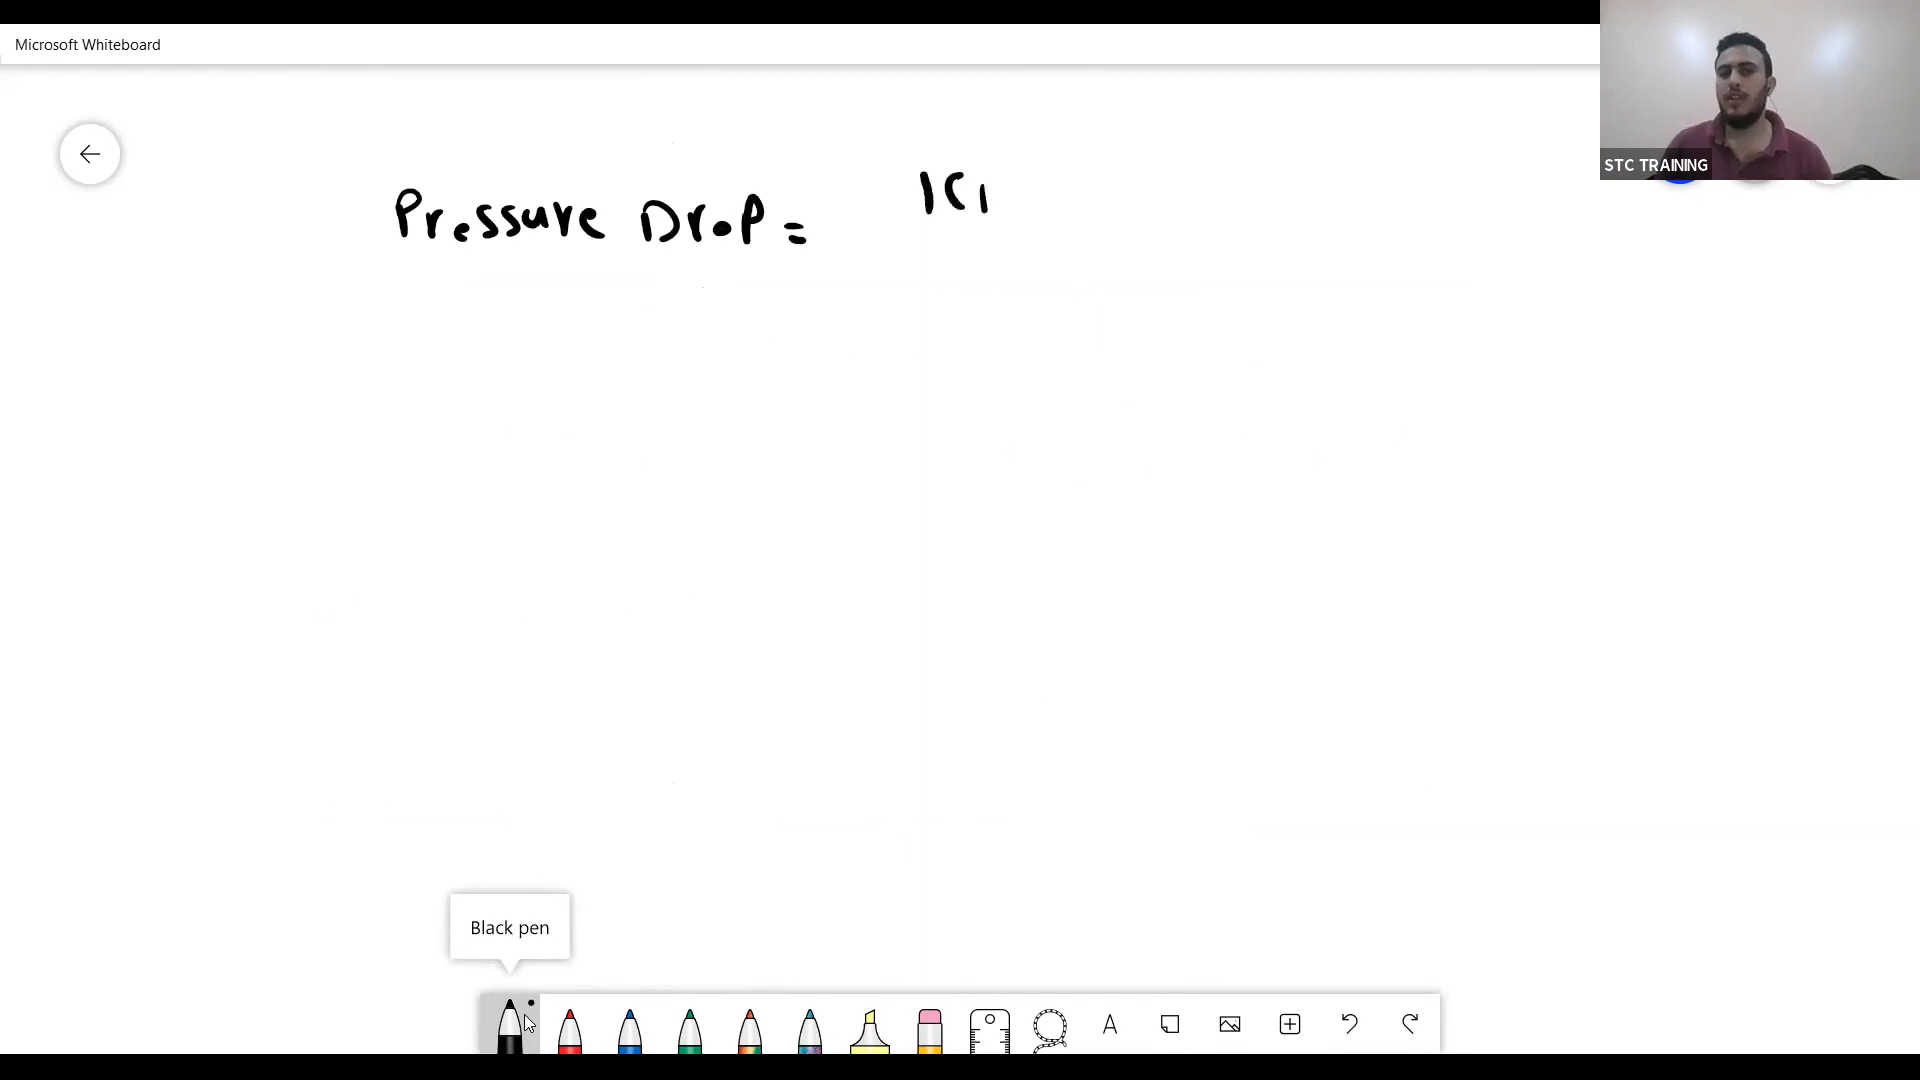 Microsoft Whiteboard
STC TRAINING
Pressure Drop =
Black pen